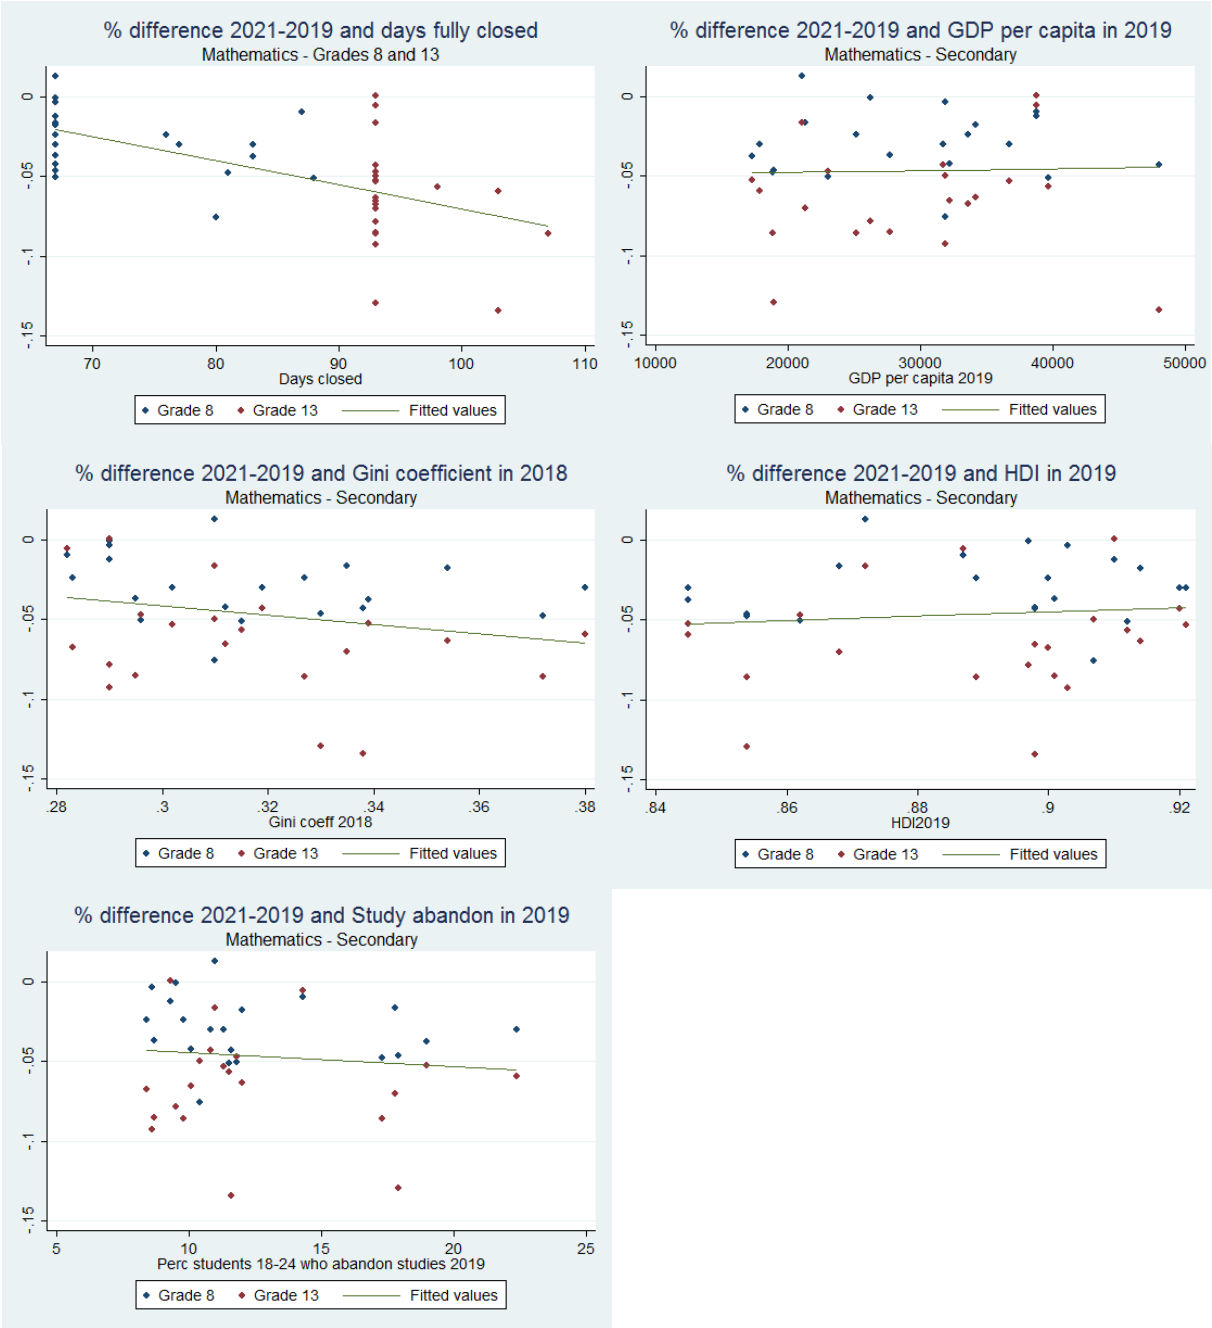 % difference 2021-2019 and days fully closed
Mathematics - Grades 8 and 13
0
-.05
-.1
-.15
70 80 90 100 110
Days closed
Grade 8 Grade 13 Fitted values
% difference 2021-2019 and GDP per capita in 2019
Mathematics - Secondary
0
-.05
-.1
-.15
10000 20000 30000 40000 50000
GDP per capita 2019
Grade 8 Grade 13 Fitted values
% difference 2021-2019 and Gini coefficient in 2018
Mathematics - Secondary
0
-.05
-.1
-.15
.28 .3 .32 .34 .36 .38
Gini coeff 2018
Grade 8 Grade 13 Fitted values
% difference 2021-2019 and HDI in 2019
Mathematics - Secondary
0
-.05
-.1
-.15
.84 .86 .88 .9 .92
HDI2019
Grade 8 Grade 13 Fitted values
% difference 2021-2019 and Study abandon in 2019
Mathematics - Secondary
0
-.05
-.1
-.15
5 10 15 20 25
Perc students 18-24 who abandon studies 2019
Grade 8 Grade 13 Fitted values